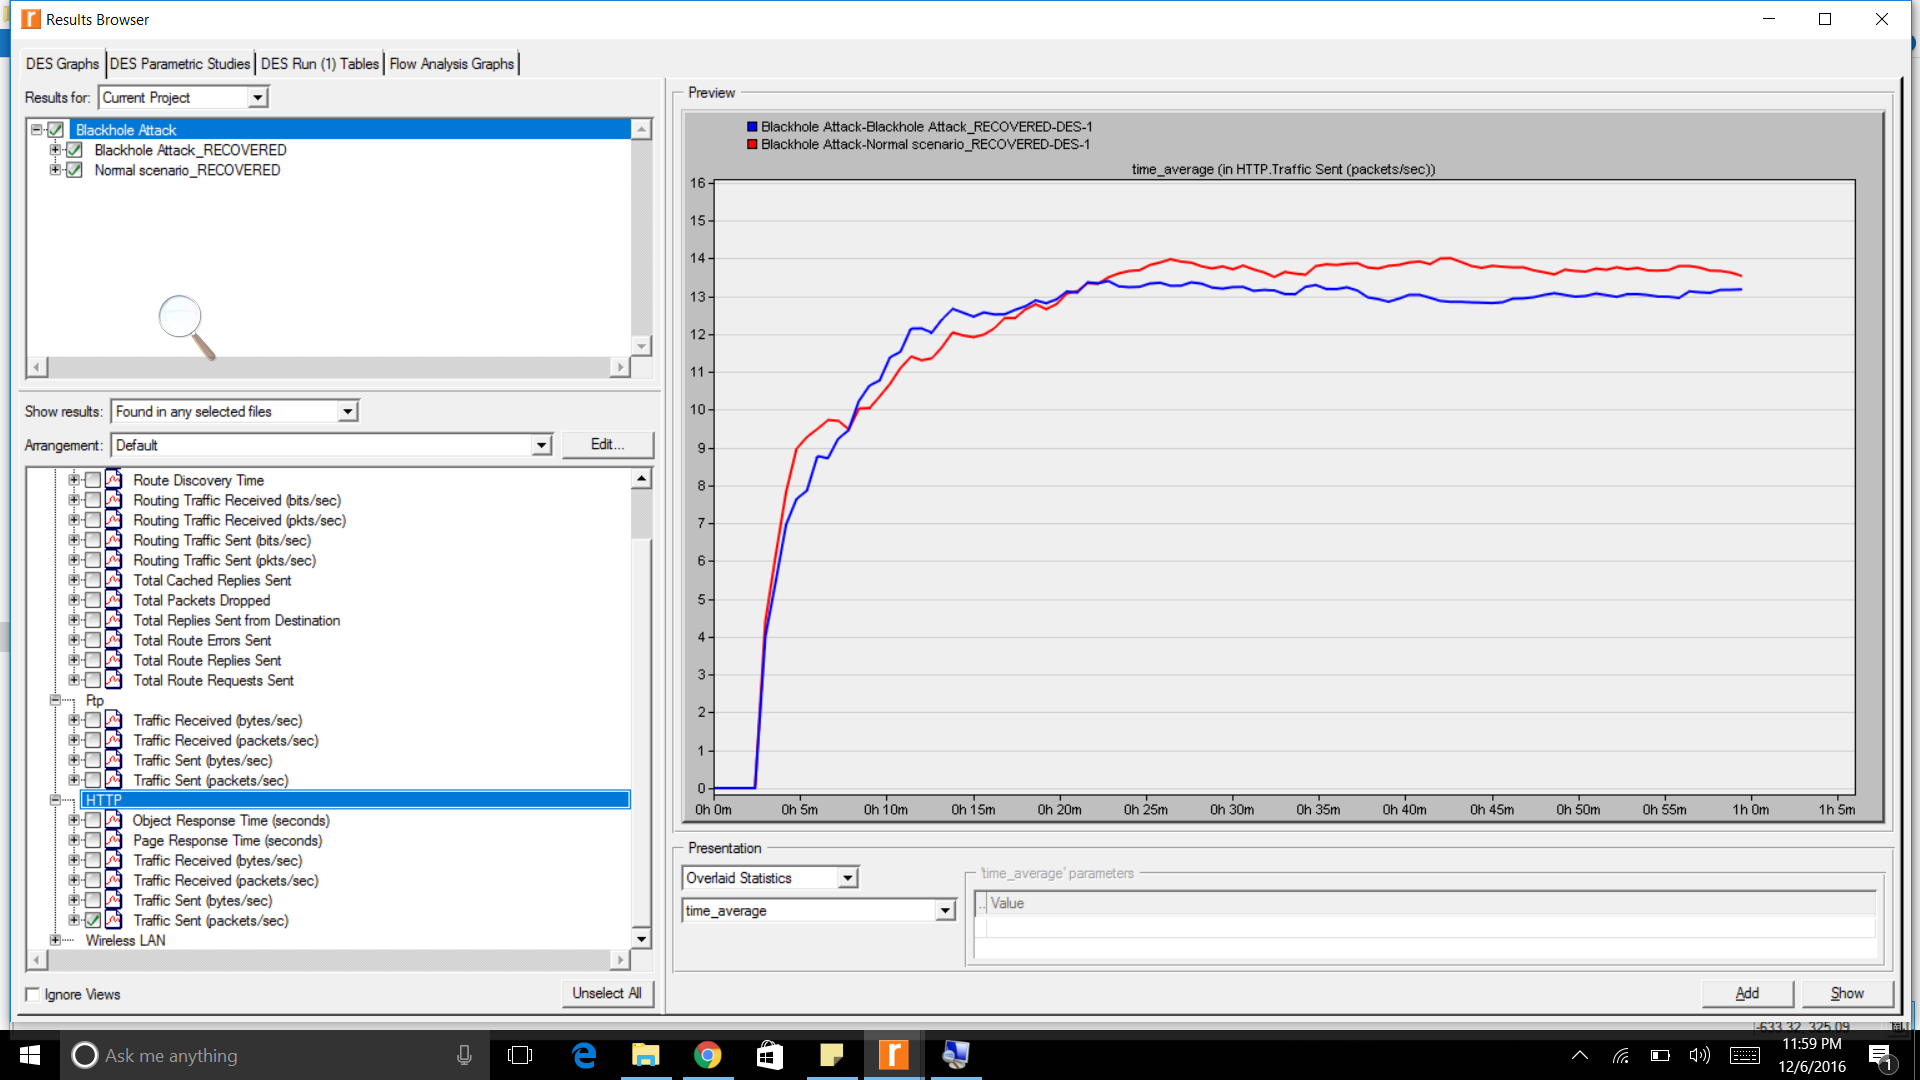 Results Browser
DES Graphs DES Parametric Studies DES Run (1) Tables Flow Analysis Graphs
Results for: Current Project
Blackhole Attack
Blackhole Attack_RECOVERED
Normal scenario_RECOVERED
Show results: Found in any selected files
Arrangement: Default Edit...
Route Discovery Time
Routing Traffic Received (bits/sec)
Routing Traffic Received (pkts/sec)
Routing Traffic Sent (bits/sec)
Routing Traffic Sent (pkts/sec)
Total Cached Replies Sent
Total Packets Dropped
Total Replies Sent from Destination
Total Route Errors Sent
Total Route Replies Sent
Total Route Requests Sent
Ftp
Traffic Received (bytes/sec)
Traffic Received (packets/sec)
Traffic Sent (bytes/sec)
Traffic Sent (packets/sec)
HTTP
Object Response Time (seconds)
Page Response Time (seconds)
Traffic Received (bytes/sec)
Traffic Received (packets/sec)
Traffic Sent (bytes/sec)
Traffic Sent (packets/sec)
Wireless LAN
Ignore Views Unselect All
Preview
Blackhole Attack-Blackhole Attack_RECOVERED-DES-1
Blackhole Attack-Normal scenario_RECOVERED-DES-1
time_average (in HTTP.Traffic Sent (packets/sec))
16
15
14
13
12
11
10
9
8
7
6
5
4
3
2
1
0
0h 0m 0h 5m 0h 10m 0h 15m 0h 20m 0h 25m 0h 30m 0h 35m 0h 40m 0h 45m 0h 50m 0h 55m 1h 0m 1h 5m
Presentation
Overlaid Statistics
time_average
'time_average' parameters
.. Value
Add Show
-633.32, 325.09
Ask me anything
11:59 PM
12/6/2016
1